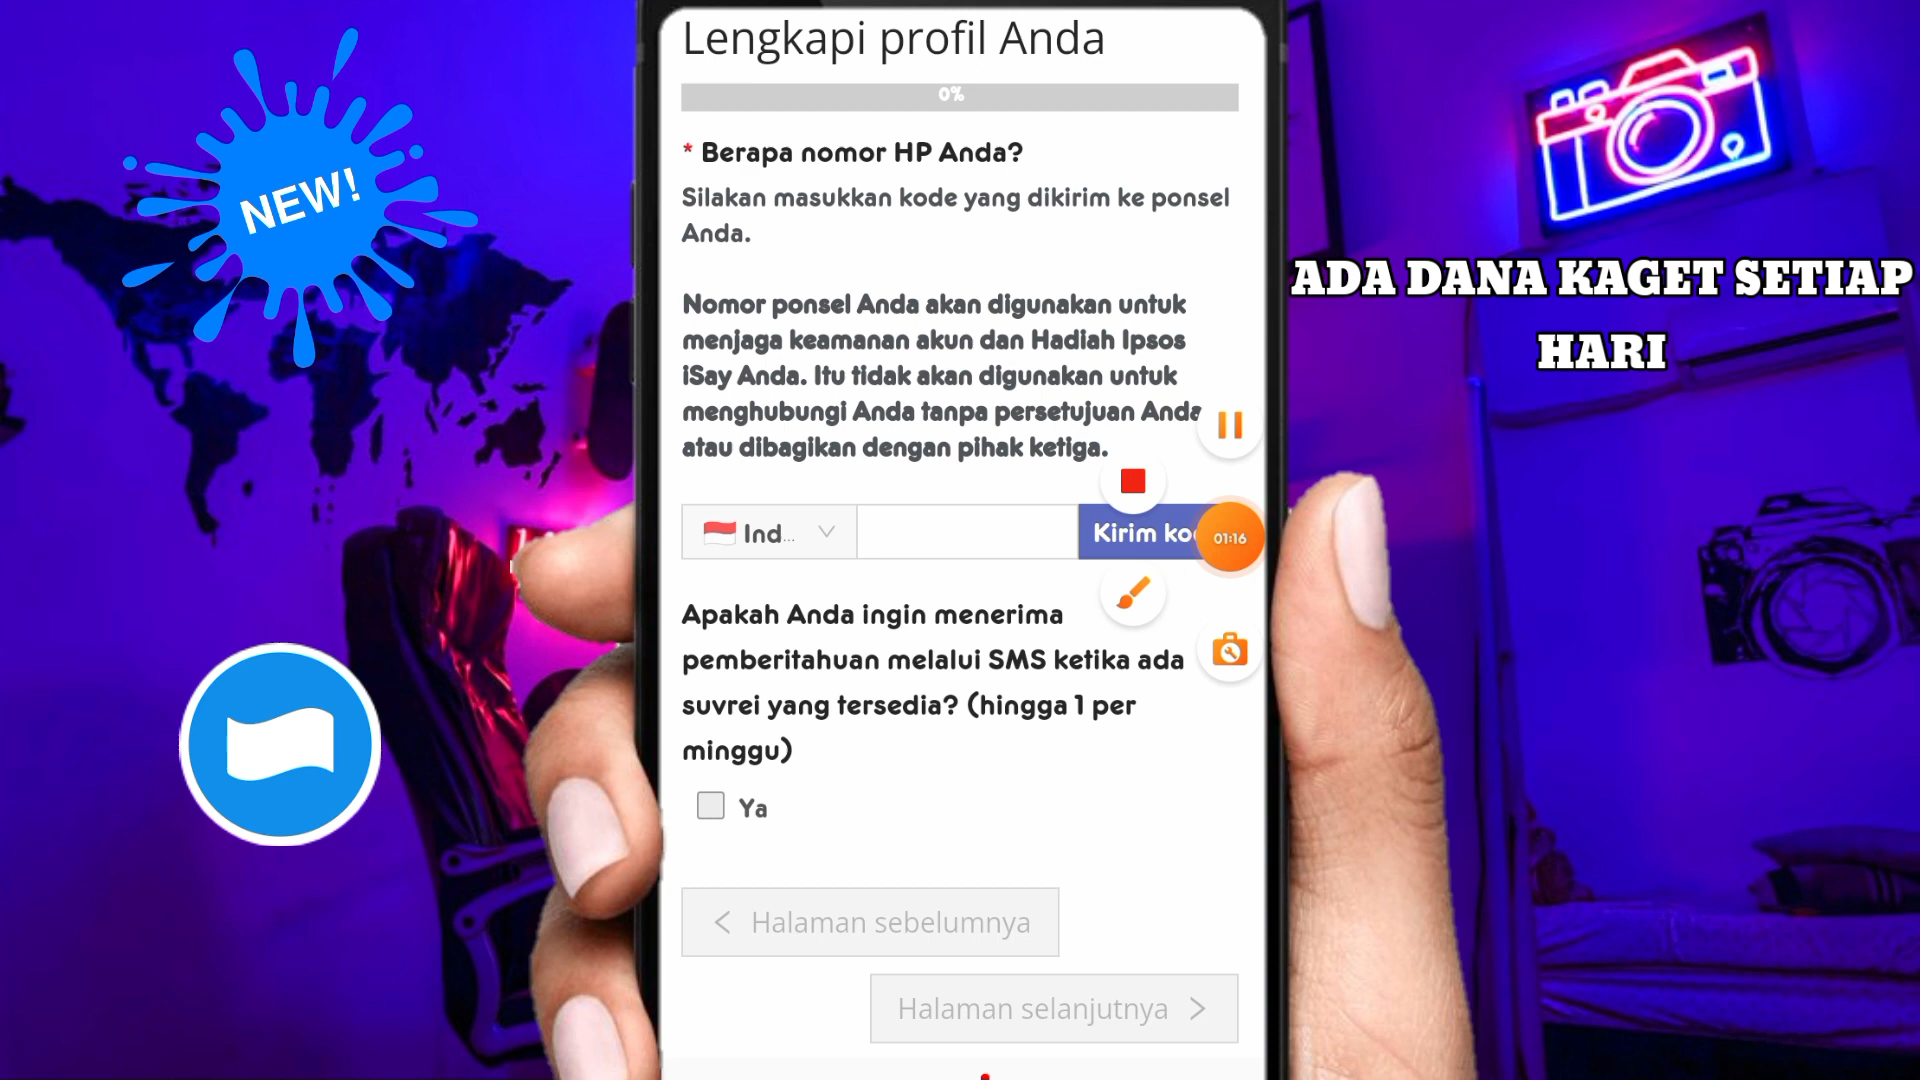 Lengkapi profil Anda
0%
* Berapa nomor HP Anda?
Silakan masukkan kode yang dikirim ke ponsel
Anda.
Nomor ponsel Anda akan digunakan untuk
menjaga keamanan akun dan Hadiah Ipsos
iSay Anda. Itu tidak akan digunakan untuk
menghubungi Anda tanpa persetujuan Anda
atau dibagikan dengan pihak ketiga.
Ind...
Kirim ko
01:16
Apakah Anda ingin menerima
pemberitahuan melalui SMS ketika ada
suvrei yang tersedia? (hingga 1 per
minggu)
Ya
Halaman sebelumnya
Halaman selanjutnya
NEW!
ADA DANA KAGET SETIAP
HARI